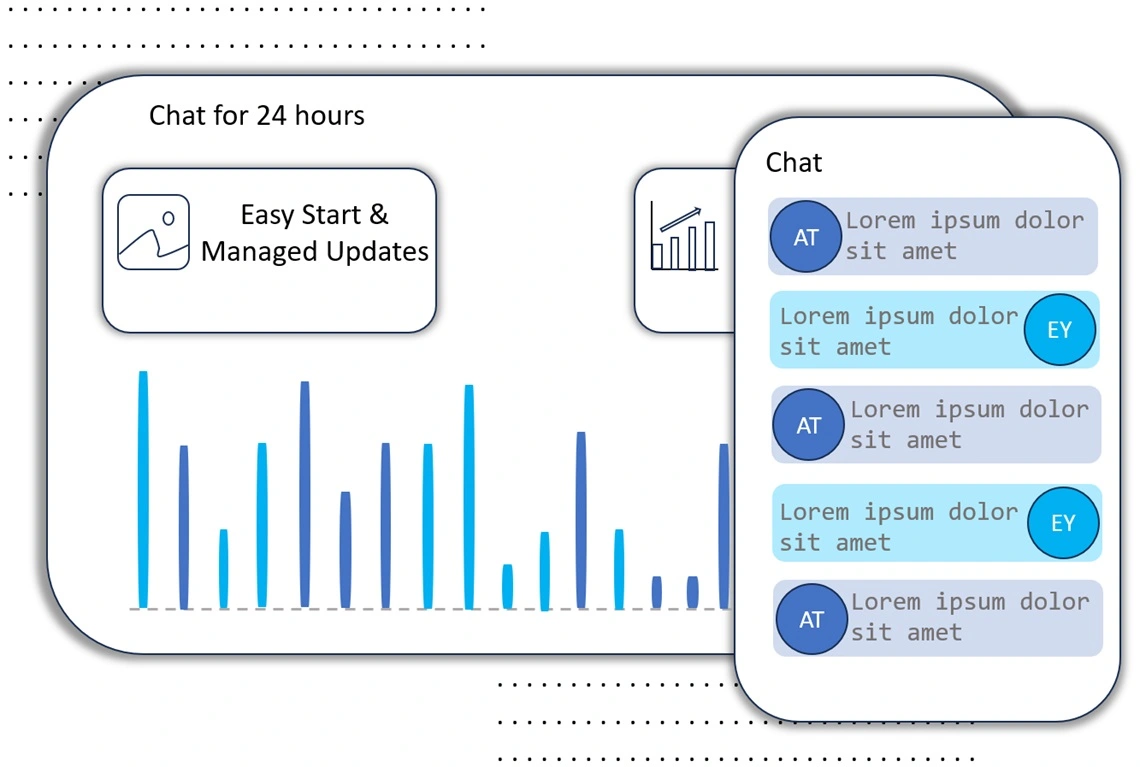 Chat for 24 hours
Easy Start &
Managed Updates
Chat
AT
Lorem ipsum dolor
sit amet
Lorem ipsum dolor
sit amet
EY
AT
Lorem ipsum dolor
sit amet
Lorem ipsum dolor
sit amet
EY
AT
Lorem ipsum dolor
sit amet